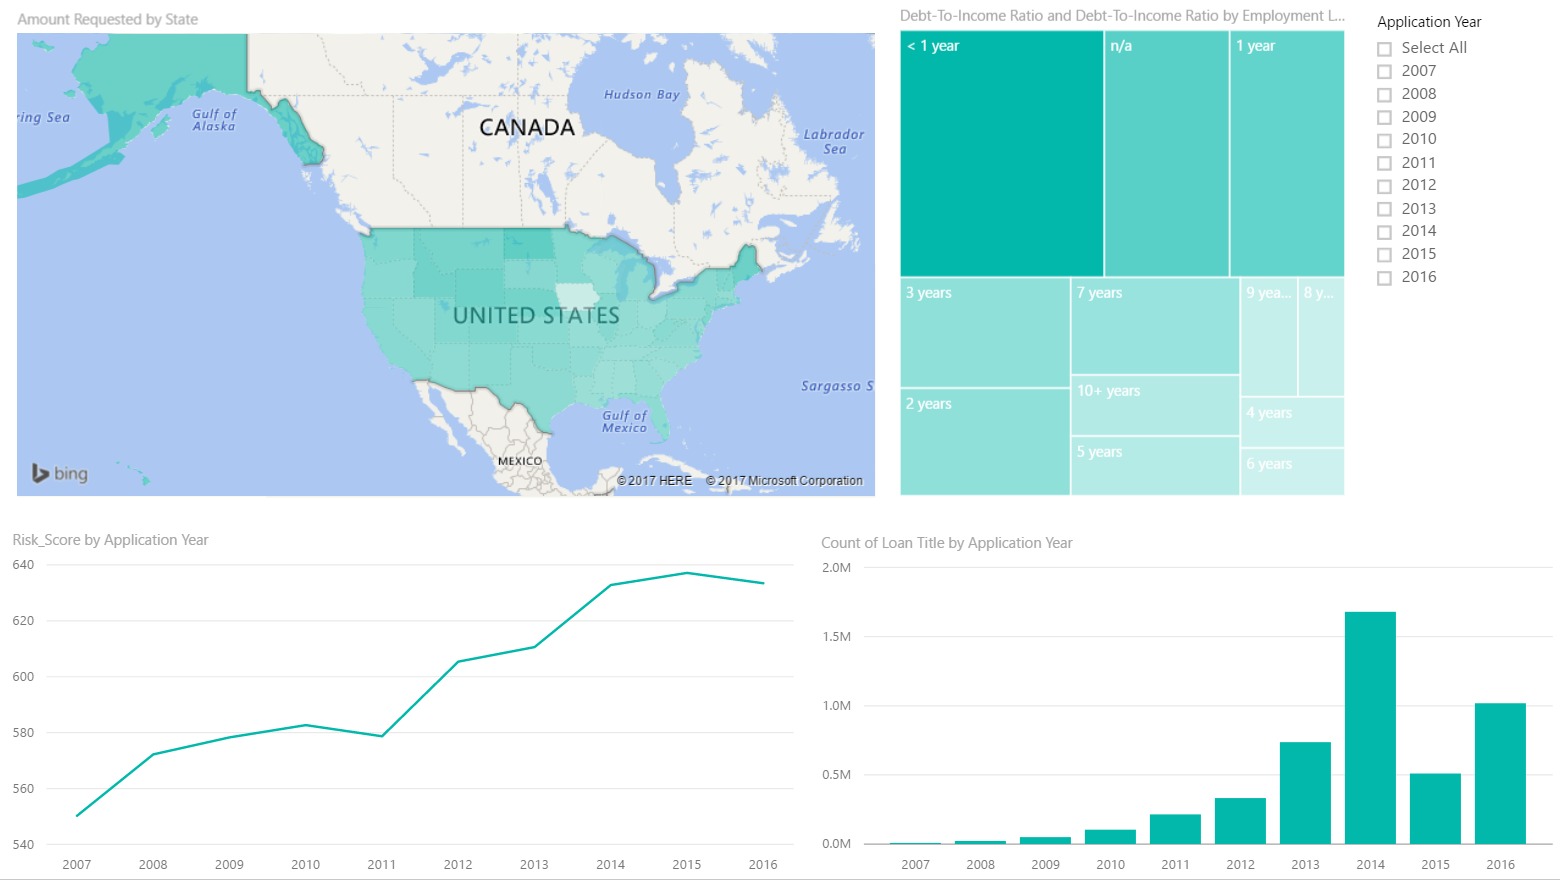 Amount Requested by State
Gulf of
Alaska
ring Sea
Hudson Bay
CANADA
Labrador
Sea
UNITED STATES
Sargasso S
Gulf of
Mexico
MEXICO
bing
© 2017 HERE © 2017 Microsoft Corporation
Debt-To-Income Ratio and Debt-To-Income Ratio by Employment L...
< 1 year
n/a
1 year
3 years
7 years
9 yea...
8 y...
10+ years
2 years
4 years
5 years
6 years
Application Year
Select All
2007
2008
2009
2010
2011
2012
2013
2014
2015
2016
Risk_Score by Application Year
640
620
600
580
560
540
2007 2008 2009 2010 2011 2012 2013 2014 2015 2016
Count of Loan Title by Application Year
2.0M
1.5M
1.0M
0.5M
0.0M
2007 2008 2009 2010 2011 2012 2013 2014 2015 2016